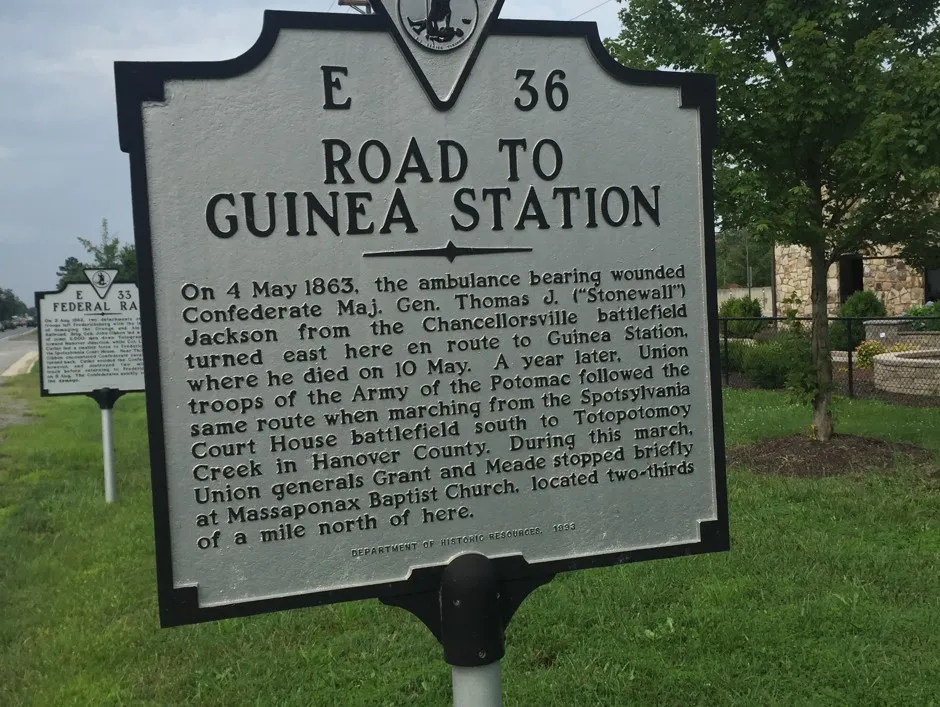 E 36
ROAD TO
GUINEA STATION
On 4 May 1863, the ambulance bearing wounded
Confederate Maj. Gen. Thomas J. ("Stonewall")
Jackson from the Chancellorsville battlefield
turned east here en route to Guinea Station,
where he died on 10 May. A year later, Union
troops of the Army of the Potomac followed the
same route when marching from the Spotsylvania
Court House battlefield south to Totopotomoy
Creek in Hanover County. During this march,
Union generals Grant and Meade stopped briefly
at Massaponax Baptist Church, located two-thirds
of a mile north of here.
DEPARTMENT OF HISTORIC RESOURCES, 1993
E 33
FEDERAL RA